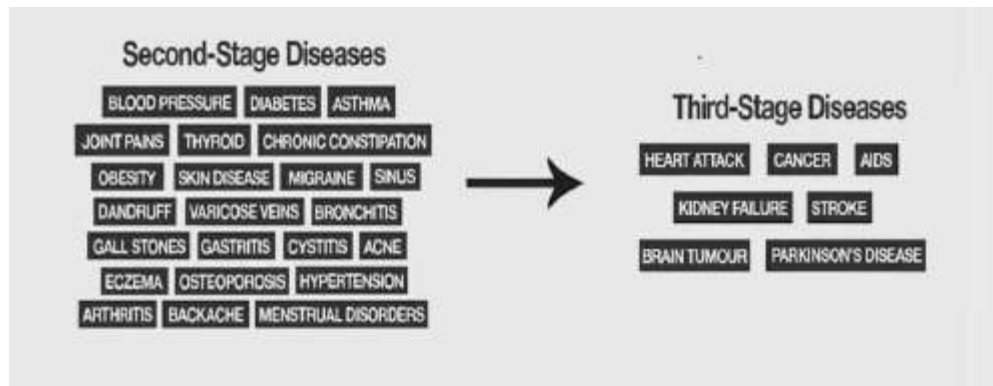 Second-Stage Diseases
BLOOD PRESSURE DIABETES ASTHMA
JOINT PAINS THYROID CHRONIC CONSTIPATION
OBESITY SKIN DISEASE MIGRAINE SINUS
DANDRUFF VARICOSE VEINS BRONCHITIS
GALL STONES GASTRITIS CYSTITIS ACNE
ECZEMA OSTEOPOROSIS HYPERTENSION
ARTHRITIS BACKACHE MENSTRUAL DISORDERS
Third-Stage Diseases
HEART ATTACK CANCER AIDS
KIDNEY FAILURE STROKE
BRAIN TUMOUR PARKINSON'S DISEASE